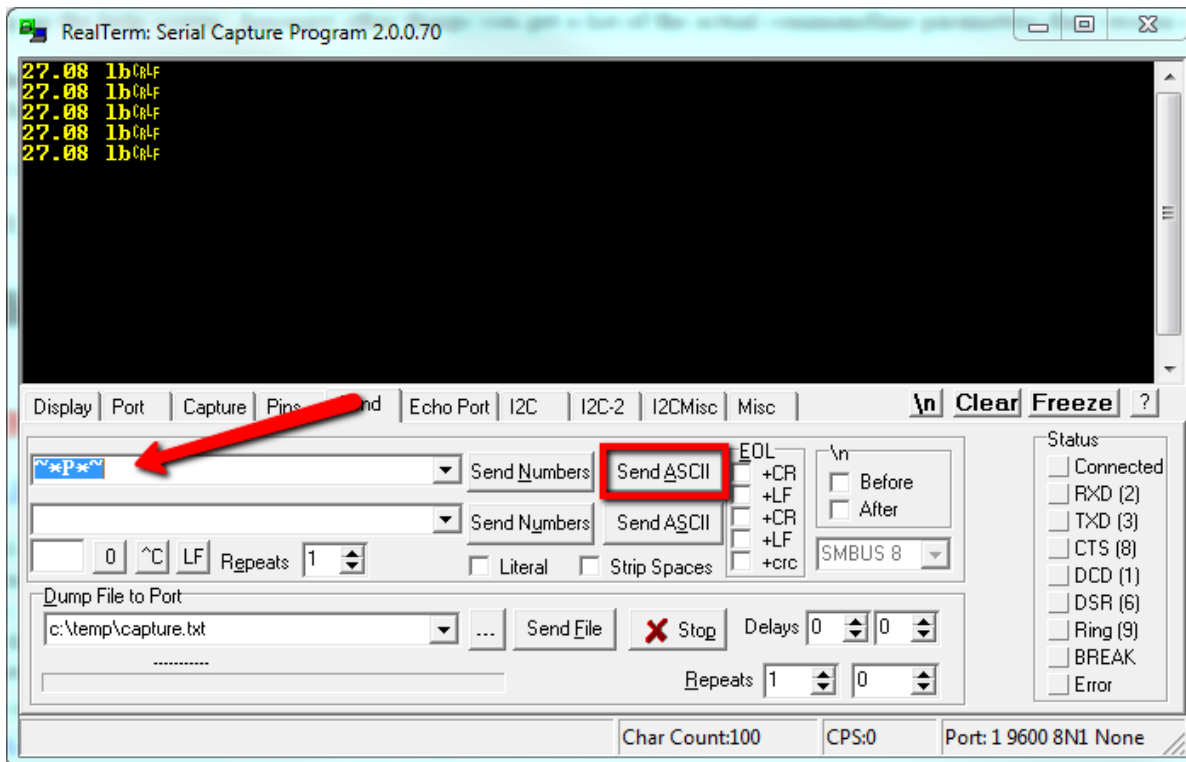 RealTerm: Serial Capture Program 2.0.0.70
27.08 lbCRLF
27.08 lbCRLF
27.08 lbCRLF
27.08 lbCRLF
27.08 lbCRLF
Display Port Capture Pins nd Echo Port I2C I2C-2 I2CMisc Misc \n Clear Freeze ?
EOL \n Status
~*P*~ Send Numbers Send ASCII +CR Before Connected
+LF After RXD (2)
Send Numbers Send ASCII +CR TXD (3)
+LF SMBUS 8 CTS (8)
0 ^C LF Repeats 1 Literal Strip Spaces +crc DCD (1)
Dump File to Port DSR (6)
c:\temp\capture.txt ... Send File Stop Delays 0 0 Ring (9)
BREAK
Repeats 1 0 Error
Char Count:100 CPS:0 Port: 1 9600 8N1 None